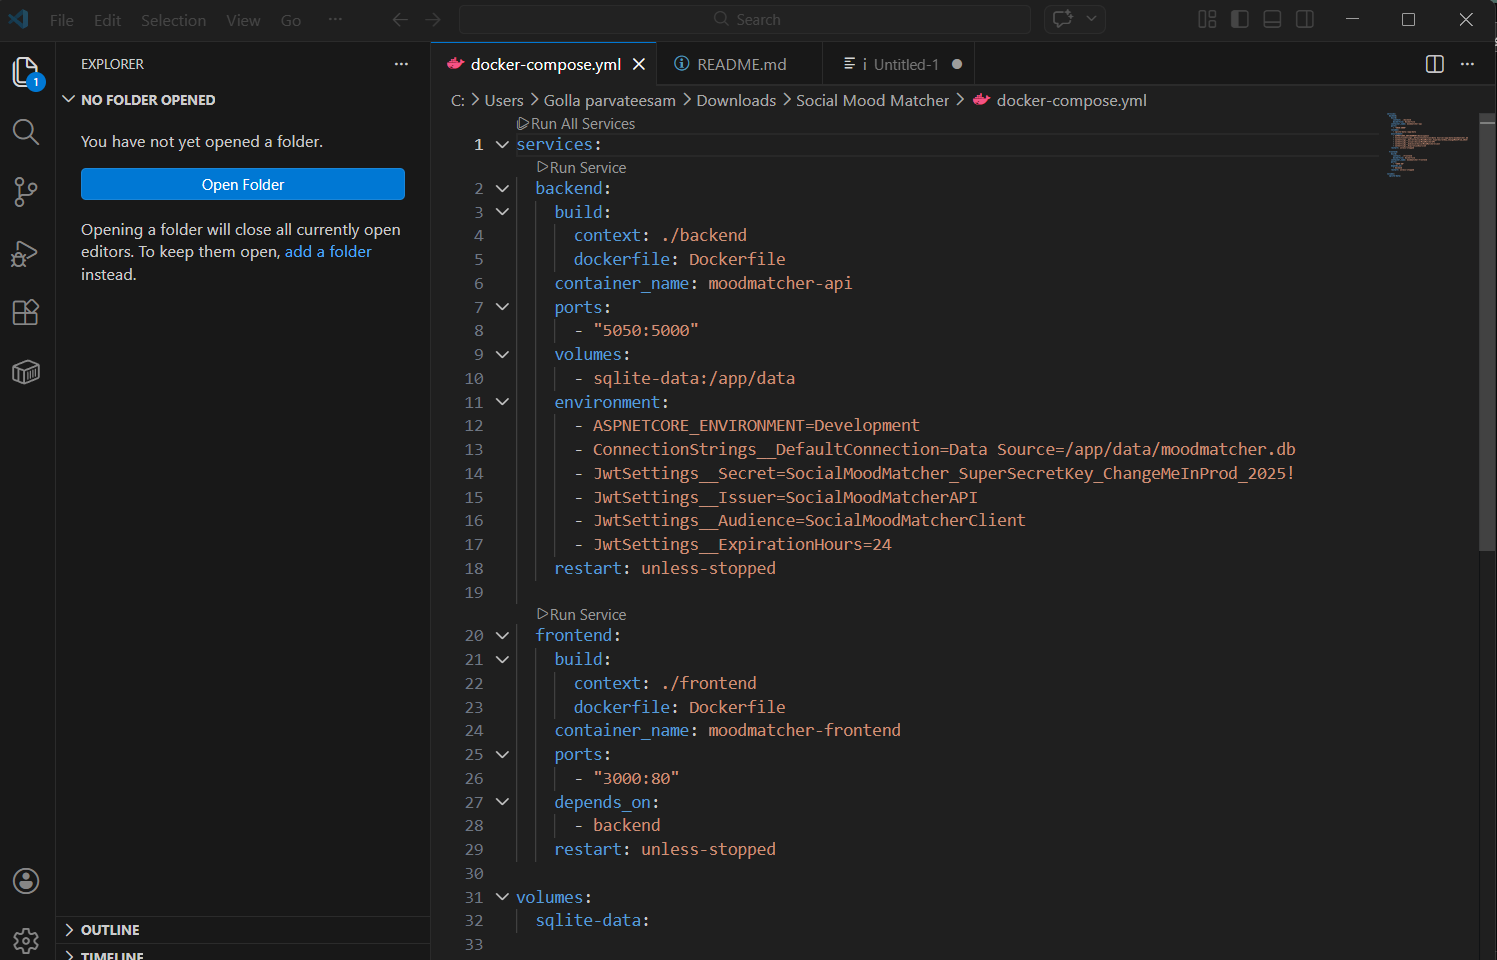 File Edit Selection View Go ··· Search
EXPLORER ···
NO FOLDER OPENED
You have not yet opened a folder.
Open Folder
Opening a folder will close all currently open
editors. To keep them open, add a folder
instead.
1
OUTLINE
TIMELINE
docker-compose.yml README.md i Untitled-1
C: > Users > Golla parvateesam > Downloads > Social Mood Matcher > docker-compose.yml
Run All Services
1 services:
Run Service
2 backend:
3 build:
4 context: ./backend
5 dockerfile: Dockerfile
6 container_name: moodmatcher-api
7 ports:
8 - "5050:5000"
9 volumes:
10 - sqlite-data:/app/data
11 environment:
12 - ASPNETCORE_ENVIRONMENT=Development
13 - ConnectionStrings__DefaultConnection=Data Source=/app/data/moodmatcher.db
14 - JwtSettings__Secret=SocialMoodMatcher_SuperSecretKey_ChangeMeInProd_2025!
15 - JwtSettings__Issuer=SocialMoodMatcherAPI
16 - JwtSettings__Audience=SocialMoodMatcherClient
17 - JwtSettings__ExpirationHours=24
18 restart: unless-stopped
19
Run Service
20 frontend:
21 build:
22 context: ./frontend
23 dockerfile: Dockerfile
24 container_name: moodmatcher-frontend
25 ports:
26 - "3000:80"
27 depends_on:
28 - backend
29 restart: unless-stopped
30
31 volumes:
32 sqlite-data:
33